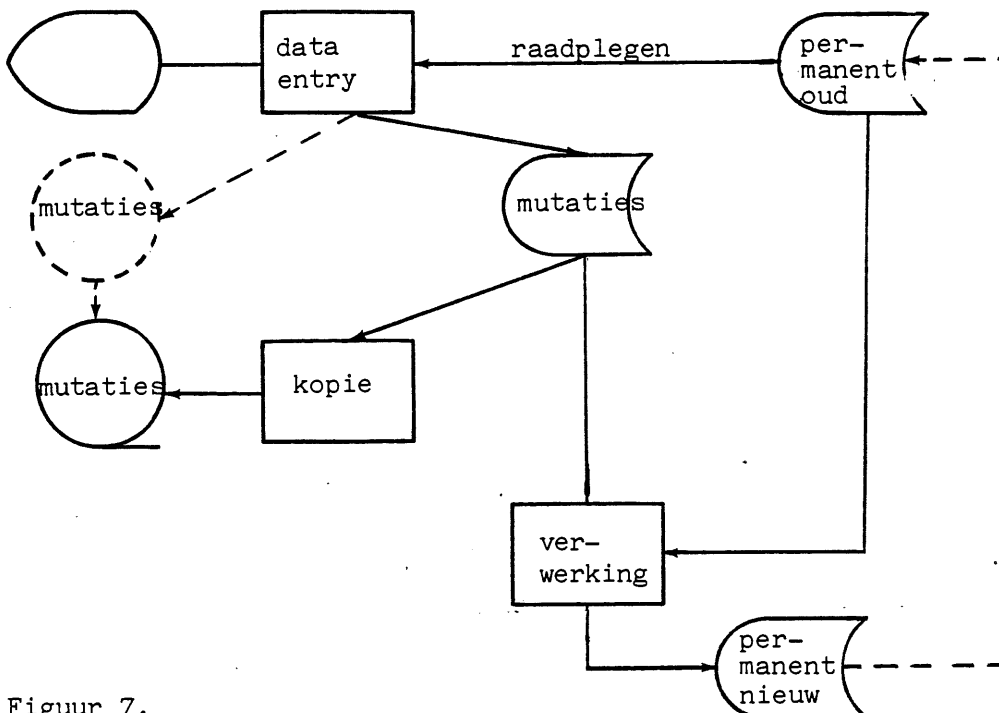 data
entry
raadplegen
per-
manent
oud
mutaties
mutaties
mutaties
kopie
ver-
werking
per-
manent
nieuw
Figuur 7.